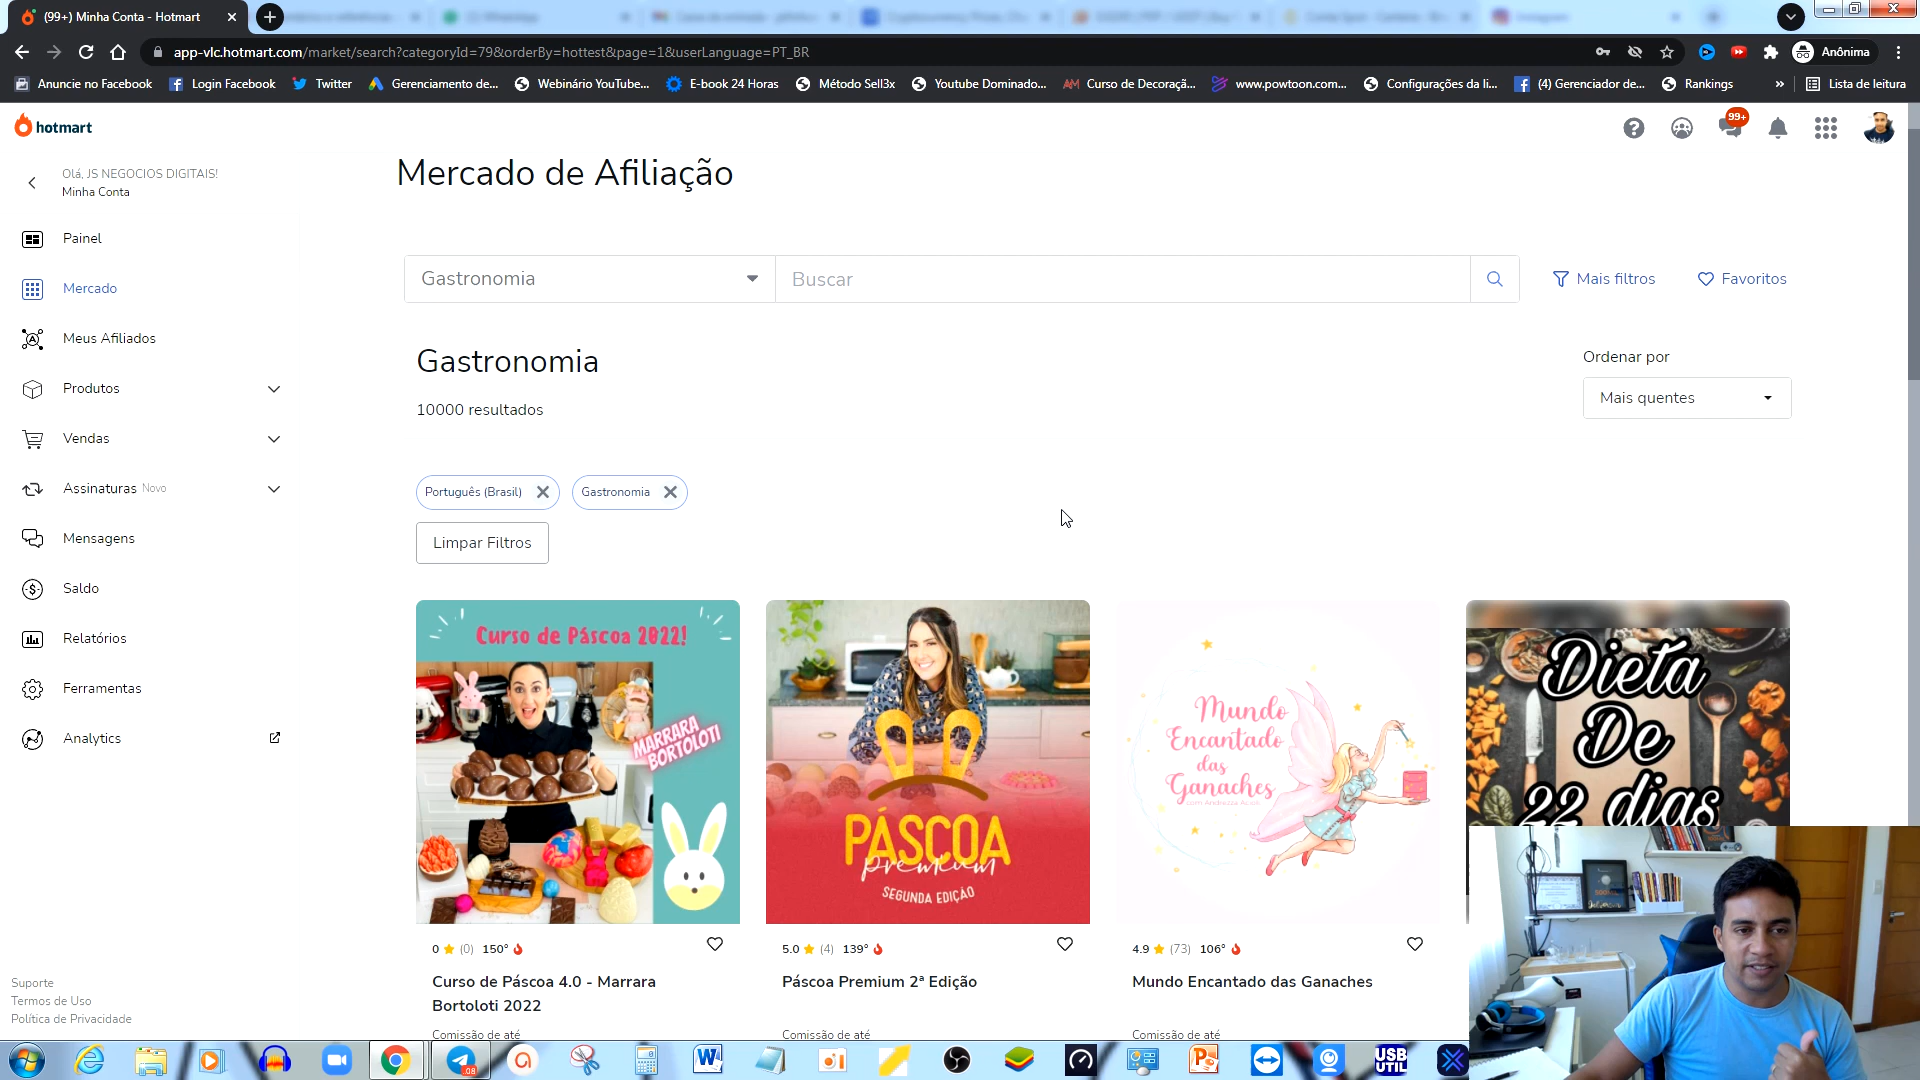 (99+) Minha Conta - Hotmart
app-vlc.hotmart.com/market/search?categoryId=79&orderBy=hottest&page=1&userLanguage=PT_BR
Anônima
Anuncie no Facebook
Login Facebook
Twitter
Gerenciamento de...
Webinário YouTube...
E-book 24 Horas
Método Sell3x
Youtube Dominado...
Curso de Decoraçã...
www.powtoon.com...
Configurações da li...
(4) Gerenciador de...
Rankings
»
Lista de leitura
hotmart
99+
Olá, JS NEGOCIOS DIGITAIS!
Minha Conta
Mercado de Afiliação
Painel
Mercado
Meus Afiliados
Produtos
Vendas
Assinaturas Novo
Mensagens
Saldo
Relatórios
Ferramentas
Analytics
Suporte
Termos de Uso
Política de Privacidade
Gastronomia
Buscar
Mais filtros
Favoritos
Gastronomia
10000 resultados
Ordenar por
Mais quentes
Português (Brasil)
Gastronomia
Limpar Filtros
Curso de Páscoa 2022!
MARRARA
BORTOLOTI
PÁSCOA
premium
SEGUNDA EDIÇÃO
Mundo
Encantado
das
Ganaches
Dieta
De
22 dias
0 (0) 150°
Curso de Páscoa 4.0 - Marrara
Bortoloti 2022
Comissão de até
5.0 (4) 139°
Páscoa Premium 2ª Edição
Comissão de até
4.9 (73) 106°
Mundo Encantado das Ganaches
Comissão de até
USB
UTIL